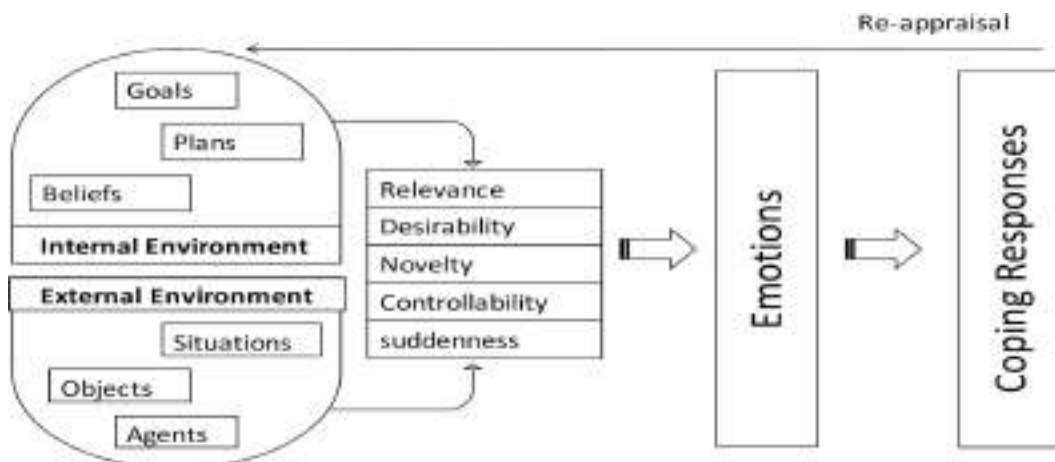 Re-appraisal
Goals
Plans
Beliefs
Internal Environment
External Environment
Situations
Objects
Agents
Relevance
Desirability
Novelty
Controllability
suddenness
Emotions
Coping Responses